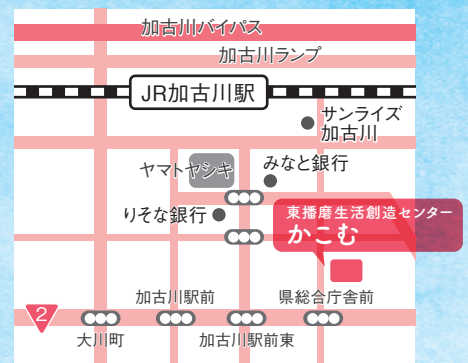 加古川バイパス
加古川ランプ
JR加古川駅
サンライズ
加古川
ヤマトヤシキ
みなと銀行
りそな銀行
東播磨生活創造センター
かこむ
加古川駅前
県総合庁舎前
2
大川町
加古川駅前東